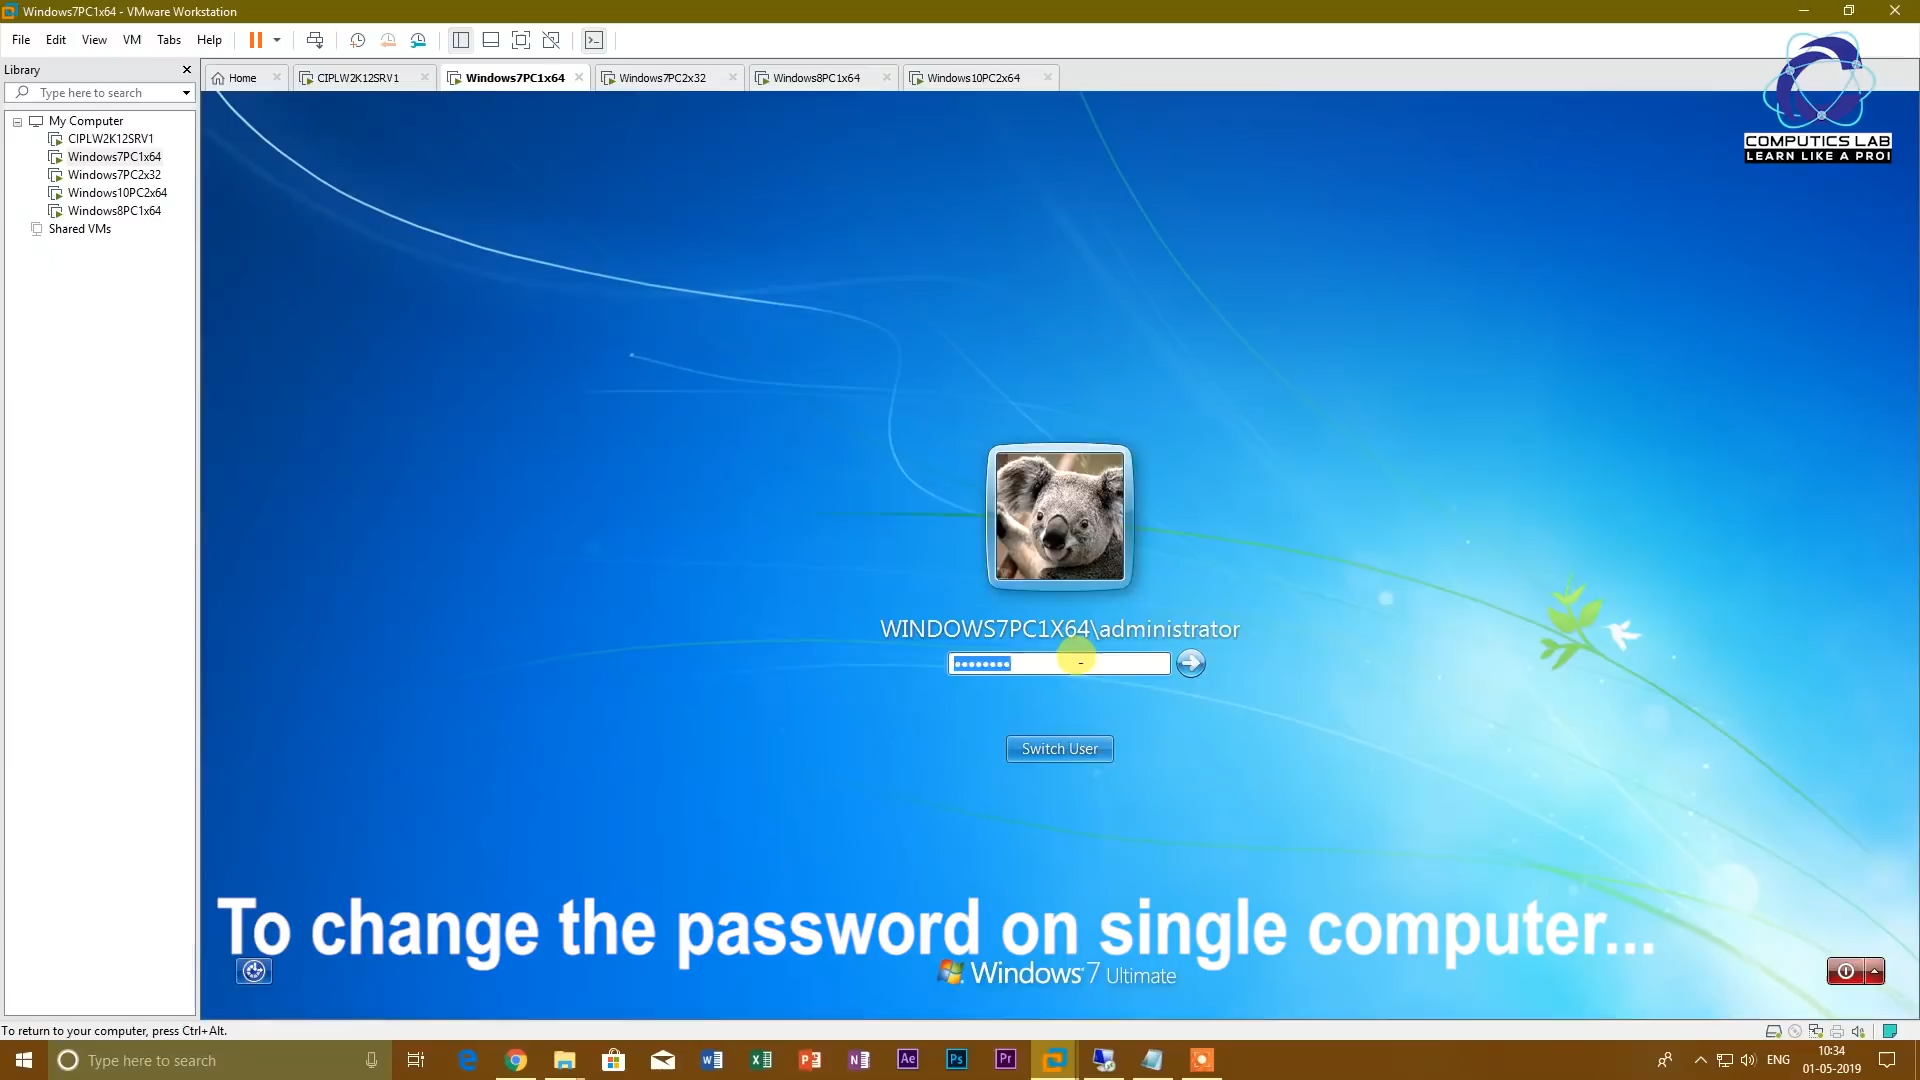 Windows7PC1x64 - VMware Workstation
File Edit View VM Tabs Help
Library
Type here to search
Home CIPLW2K12SRV1 Windows7PC1x64 Windows7PC2x32 Windows8PC1x64 Windows10PC2x64
My Computer
CIPLW2K12SRV1
Windows7PC1x64
Windows7PC2x32
Windows10PC2x64
Windows8PC1x64
Shared VMs
COMPUTICS LAB
LEARN LIKE A PRO!
WINDOWS7PC1X64\administrator
Switch User
To change the password on single computer...
Windows 7 Ultimate
To return to your computer, press Ctrl+Alt.
Type here to search
Ae Ps Pr
ENG
10:34
01-05-2019